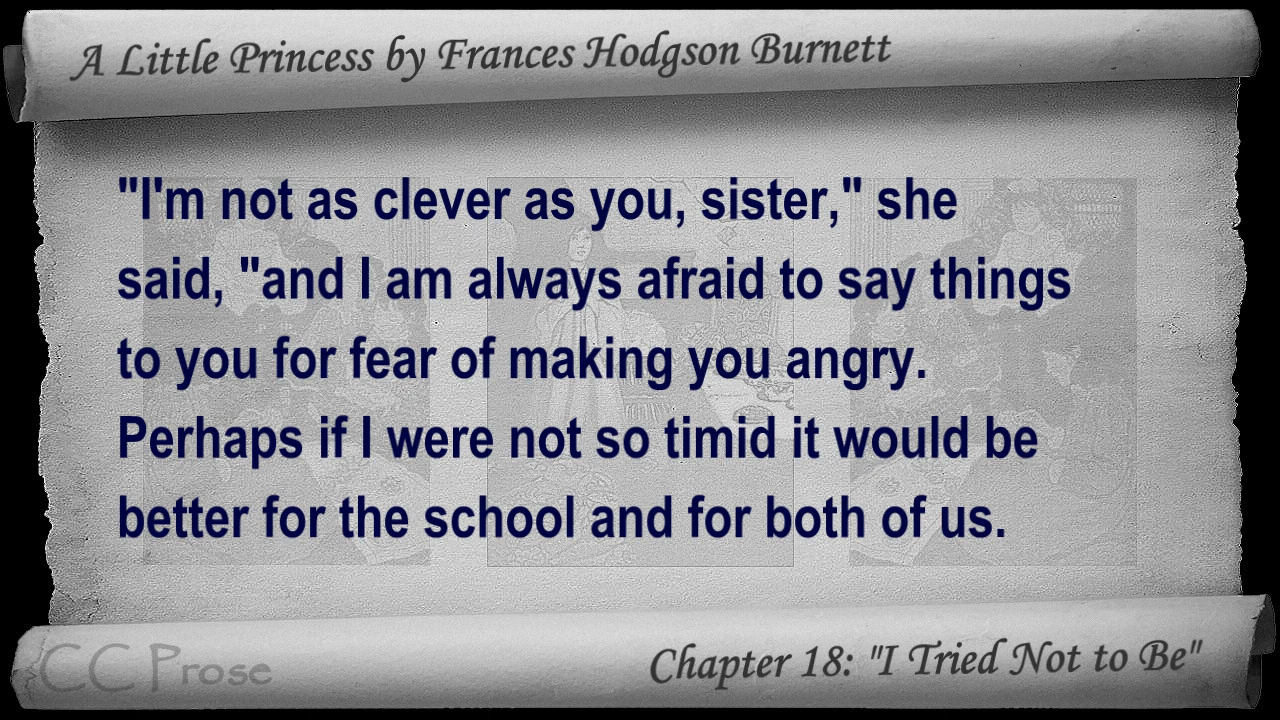 A Little Princess by Frances Hodgson Burnett
"I'm not as clever as you, sister," she
said, "and I am always afraid to say things
to you for fear of making you angry.
Perhaps if I were not so timid it would be
better for the school and for both of us.
CC Prose
Chapter 18: "I Tried Not to Be"